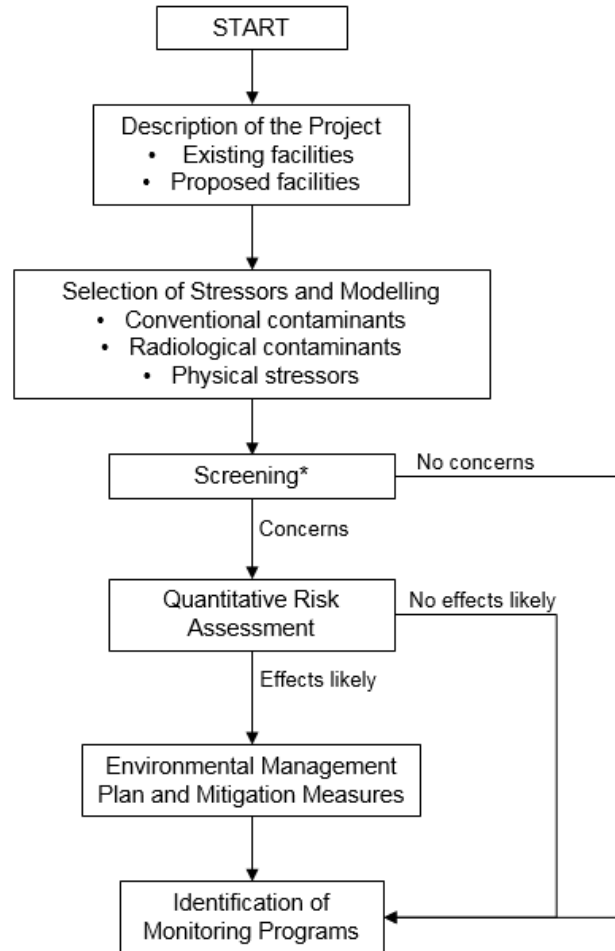 START
Description of the Project
• Existing facilities
• Proposed facilities
Selection of Stressors and Modelling
• Conventional contaminants
• Radiological contaminants
• Physical stressors
Screening*
No concerns
Concerns
Quantitative Risk
Assessment
No effects likely
Effects likely
Environmental Management
Plan and Mitigation Measures
Identification of
Monitoring Programs